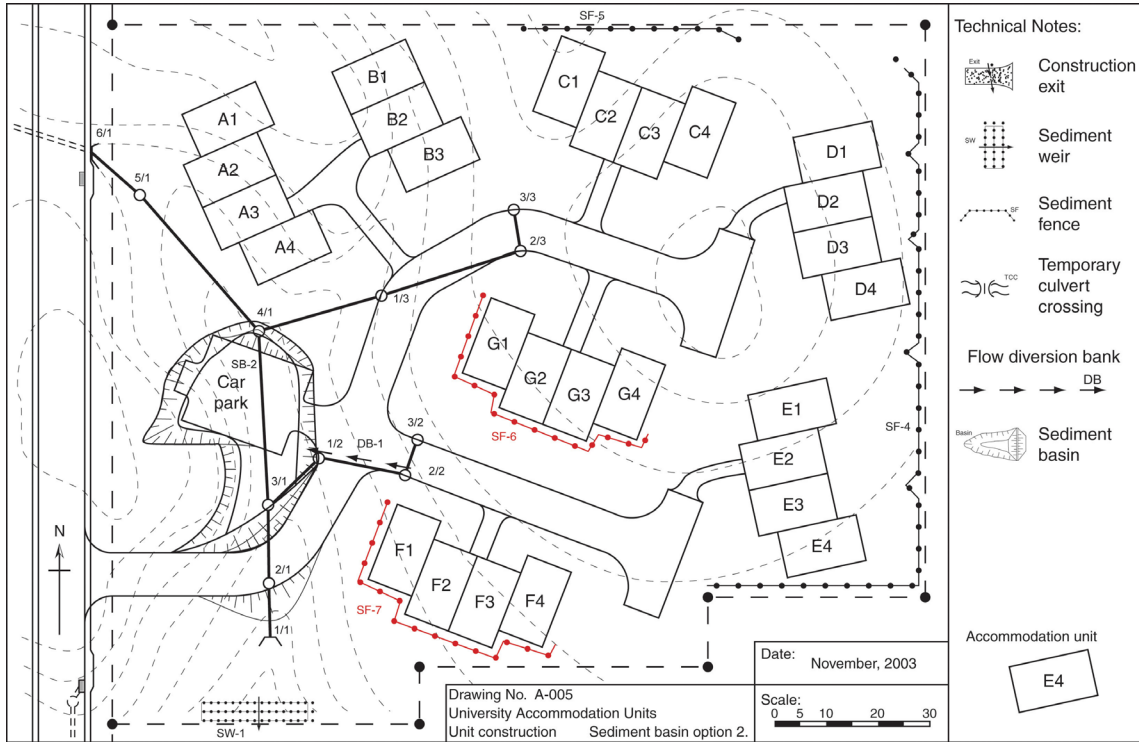 SF-5
6/1
5/1
A1
A2
A3
A4
B1
B2
B3
C1
C2
C3
C4
D1
D2
D3
D4
3/3
2/3
1/3
4/1
SB-2
Car
park
G1
G2
G3
G4
SF-6
E1
E2
E3
E4
SF-4
3/2
1/2
DB-1
2/2
3/1
N
F1
F2
F3
F4
SF-7
2/1
1/1
SW-1
Drawing No. A-005
University Accommodation Units
Unit construction Sediment basin option 2.
Date:
November, 2003
Scale:
0 5 10 20 30
Technical Notes:
Exit
Construction
exit
SW
Sediment
weir
SF
Sediment
fence
TCC
Temporary
culvert
crossing
Flow diversion bank
DB
Basin
Sediment
basin
Accommodation unit
E4